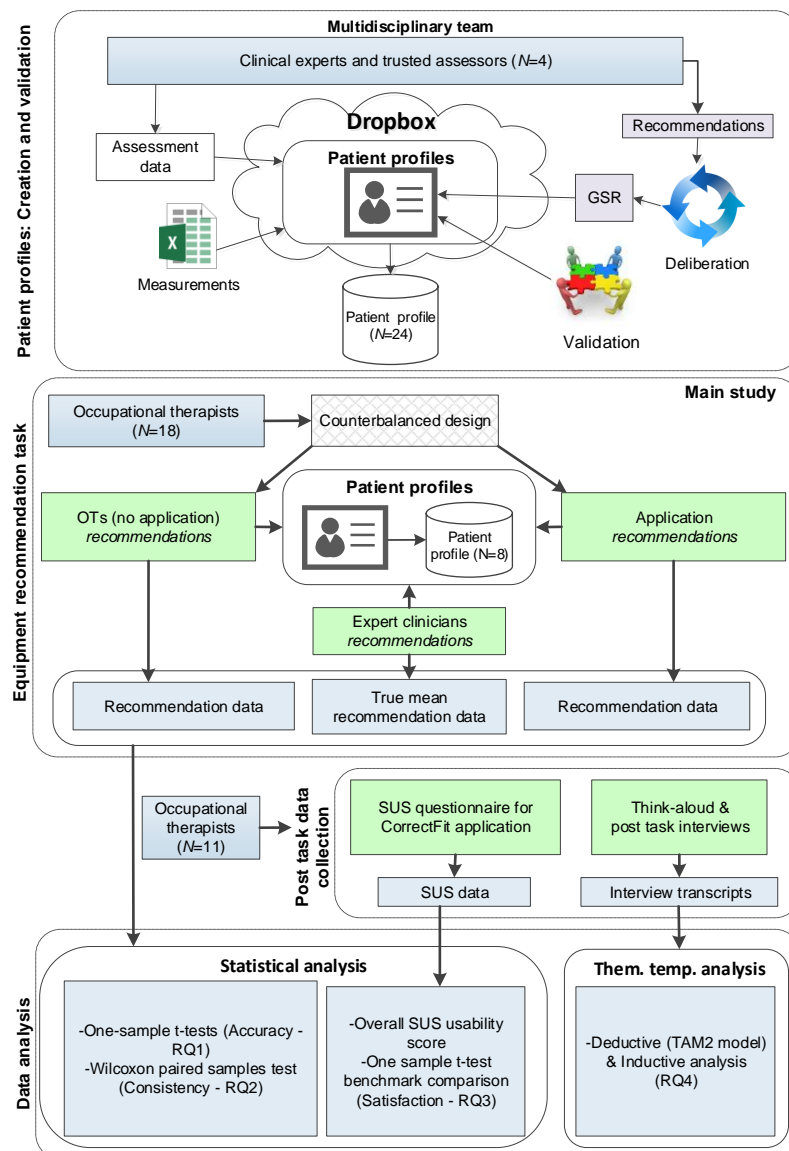 Patient profiles: Creation and validation
Multidisciplinary team
Clinical experts and trusted assessors (N=4)
Dropbox
Recommendations
Assessment
data
Patient profiles
GSR
X
Measurements
Deliberation
Patient profile
(N=24)
Validation
Equipment recommendation task
Main study
Occupational therapists
(N=18)
Counterbalanced design
Patient profiles
OTs (no application)
recommendations
Patient
profile (N=8)
Application
recommendations
Expert clinicians
recommendations
Recommendation data
True mean
recommendation data
Recommendation data
Occupational
therapists
(N=11)
Post task data
collection
SUS questionnaire for
CorrectFit application
Think-aloud &
post task interviews
SUS data
Interview transcripts
Data analysis
Statistical analysis
Them. temp. analysis
-One-sample t-tests (Accuracy -
RQ1)
-Wilcoxon paired samples test
(Consistency - RQ2)
-Overall SUS usability
score
-One sample t-test
benchmark comparison
(Satisfaction - RQ3)
-Deductive (TAM2 model)
& Inductive analysis
(RQ4)